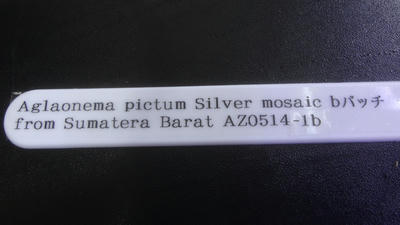 Aglaonema pictum Silver mosaic bバッチ
from Sumatera Barat AZ0514-1b